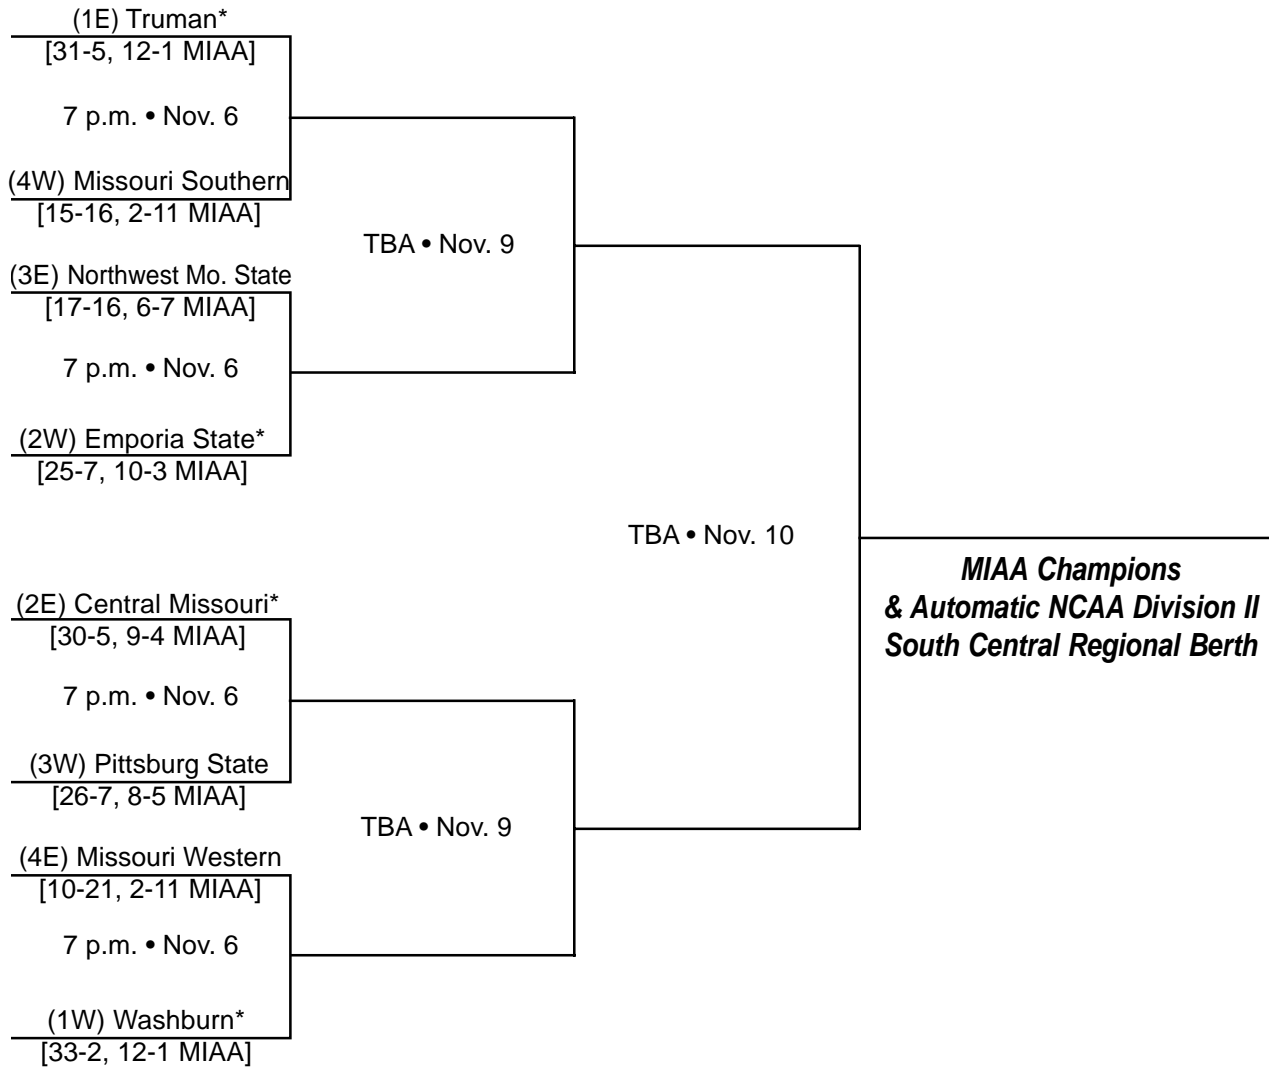 (1E) Truman*
[31-5, 12-1 MIAA]
7 p.m. • Nov. 6
(4W) Missouri Southern
[15-16, 2-11 MIAA]
TBA • Nov. 9
(3E) Northwest Mo. State
[17-16, 6-7 MIAA]
7 p.m. • Nov. 6
(2W) Emporia State*
[25-7, 10-3 MIAA]
TBA • Nov. 10
MIAA Champions
& Automatic NCAA Division II
South Central Regional Berth
(2E) Central Missouri*
[30-5, 9-4 MIAA]
7 p.m. • Nov. 6
(3W) Pittsburg State
[26-7, 8-5 MIAA]
TBA • Nov. 9
(4E) Missouri Western
[10-21, 2-11 MIAA]
7 p.m. • Nov. 6
(1W) Washburn*
[33-2, 12-1 MIAA]